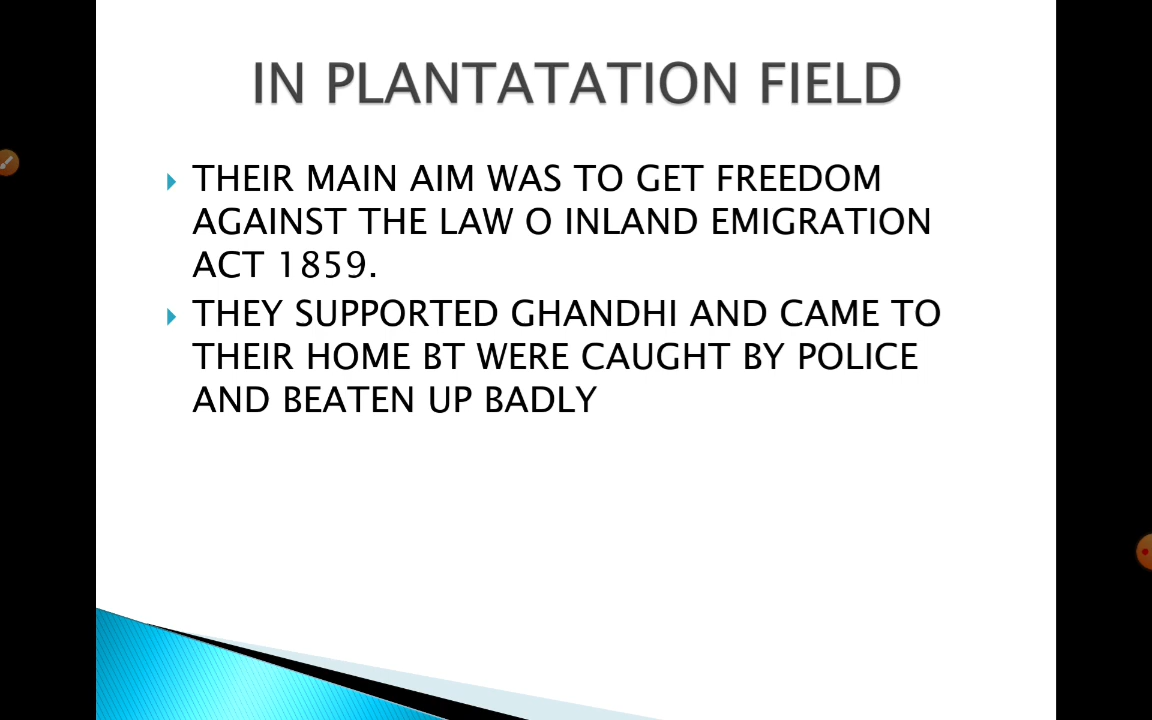 IN PLANTATATION FIELD
THEIR MAIN AIM WAS TO GET FREEDOM
AGAINST THE LAW O INLAND EMIGRATION
ACT 1859.
THEY SUPPORTED GHANDHI AND CAME TO
THEIR HOME BT WERE CAUGHT BY POLICE
AND BEATEN UP BADLY